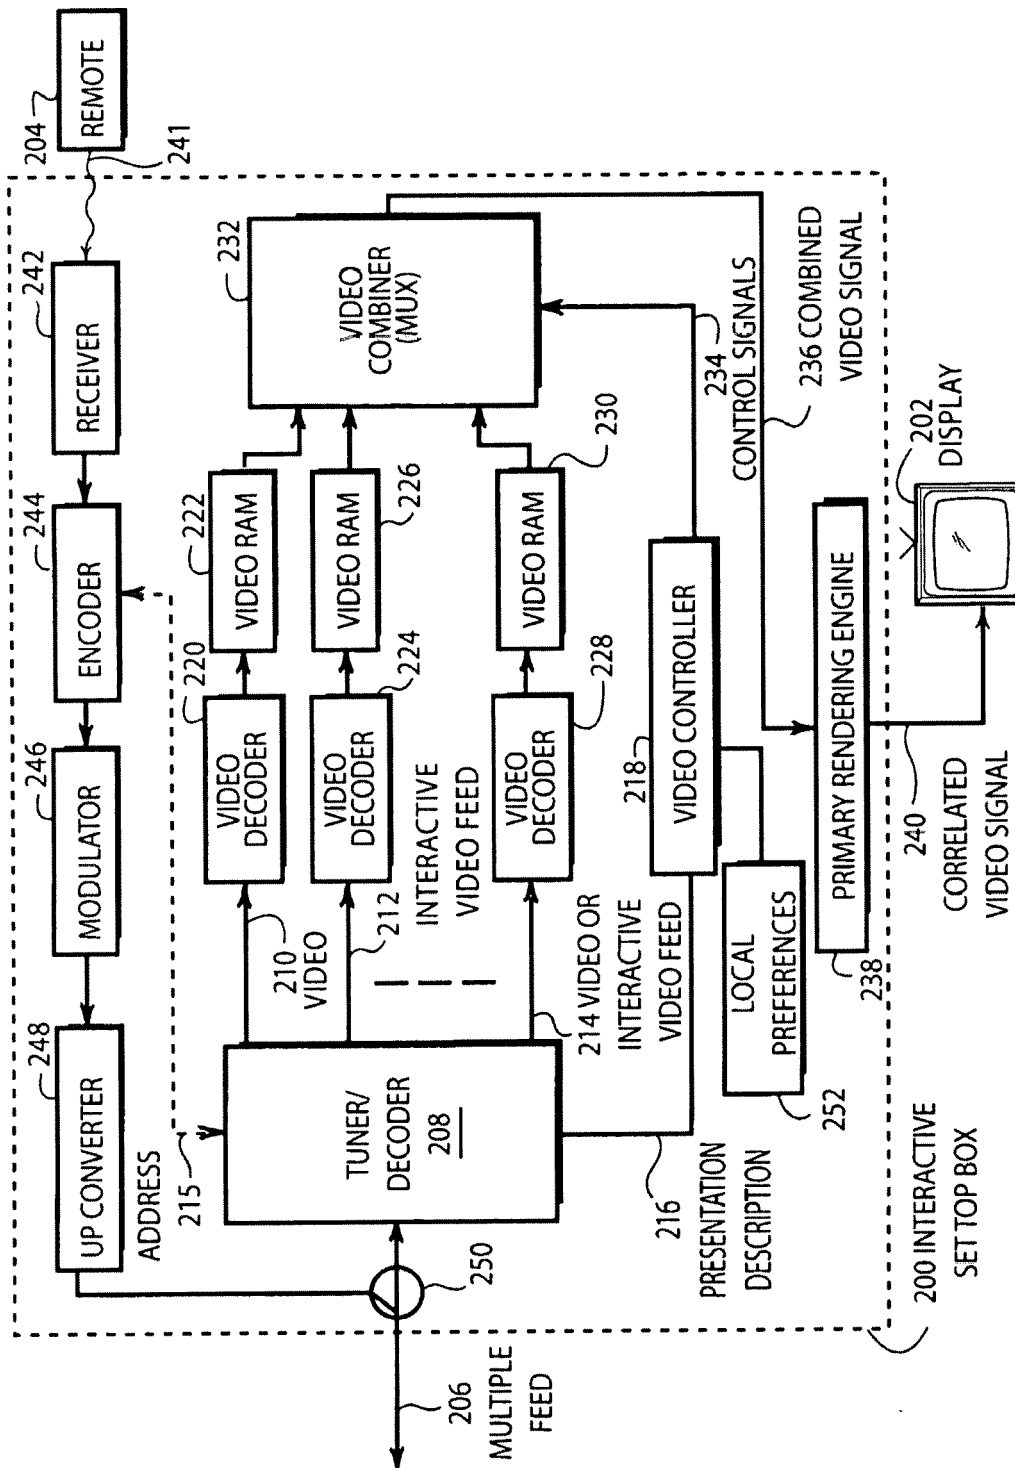 204
REMOTE
241
242
RECEIVER
244
ENCODER
246
MODULATOR
248
UP CONVERTER
ADDRESS
215
206
MULTIPLE
FEED
250
TUNER/
DECODER
208
210
VIDEO
212
INTERACTIVE
VIDEO FEED
214 VIDEO OR
INTERACTIVE
VIDEO FEED
220
VIDEO
DECODER
222
VIDEO RAM
224
VIDEO
DECODER
226
VIDEO RAM
228
VIDEO
DECODER
230
VIDEO RAM
232
VIDEO
COMBINER
(MUX)
234
CONTROL SIGNALS
236 COMBINED
VIDEO SIGNAL
216
PRESENTATION
DESCRIPTION
218
VIDEO CONTROLLER
LOCAL
PREFERENCES
252
PRIMARY RENDERING ENGINE
238
240
CORRELATED
VIDEO SIGNAL
202
DISPLAY
200 INTERACTIVE
SET TOP BOX